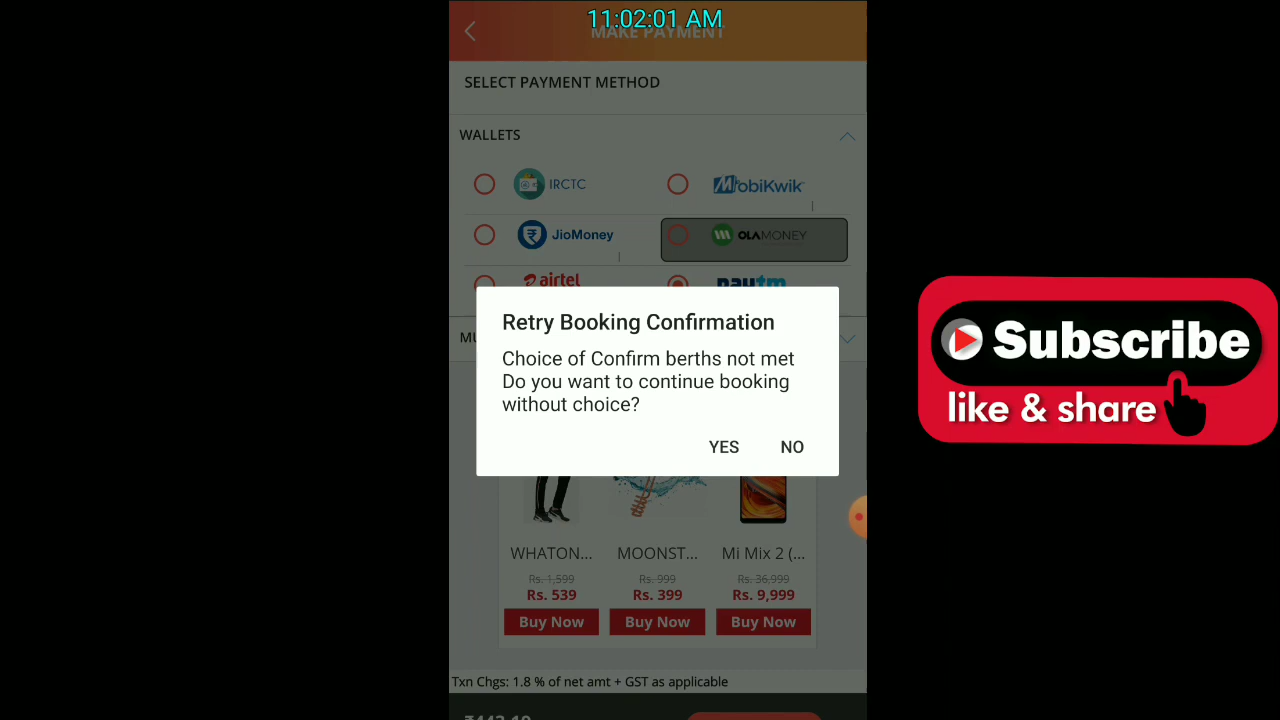 11:02:01 AM
MAKE PAYMENT
SELECT PAYMENT METHOD
WALLETS
IRCTC
MobiKwik
JioMoney
OLAMONEY
airtel
paytm
Retry Booking Confirmation
Choice of Confirm berths not met
Do you want to continue booking
without choice?
YES NO
WHATON... MOONST... Mi Mix 2 (...
Rs. 1,599 Rs. 999 Rs. 36,999
Rs. 539 Rs. 399 Rs. 9,999
Buy Now Buy Now Buy Now
Txn Chgs: 1.8 % of net amt + GST as applicable
Subscribe
like & share